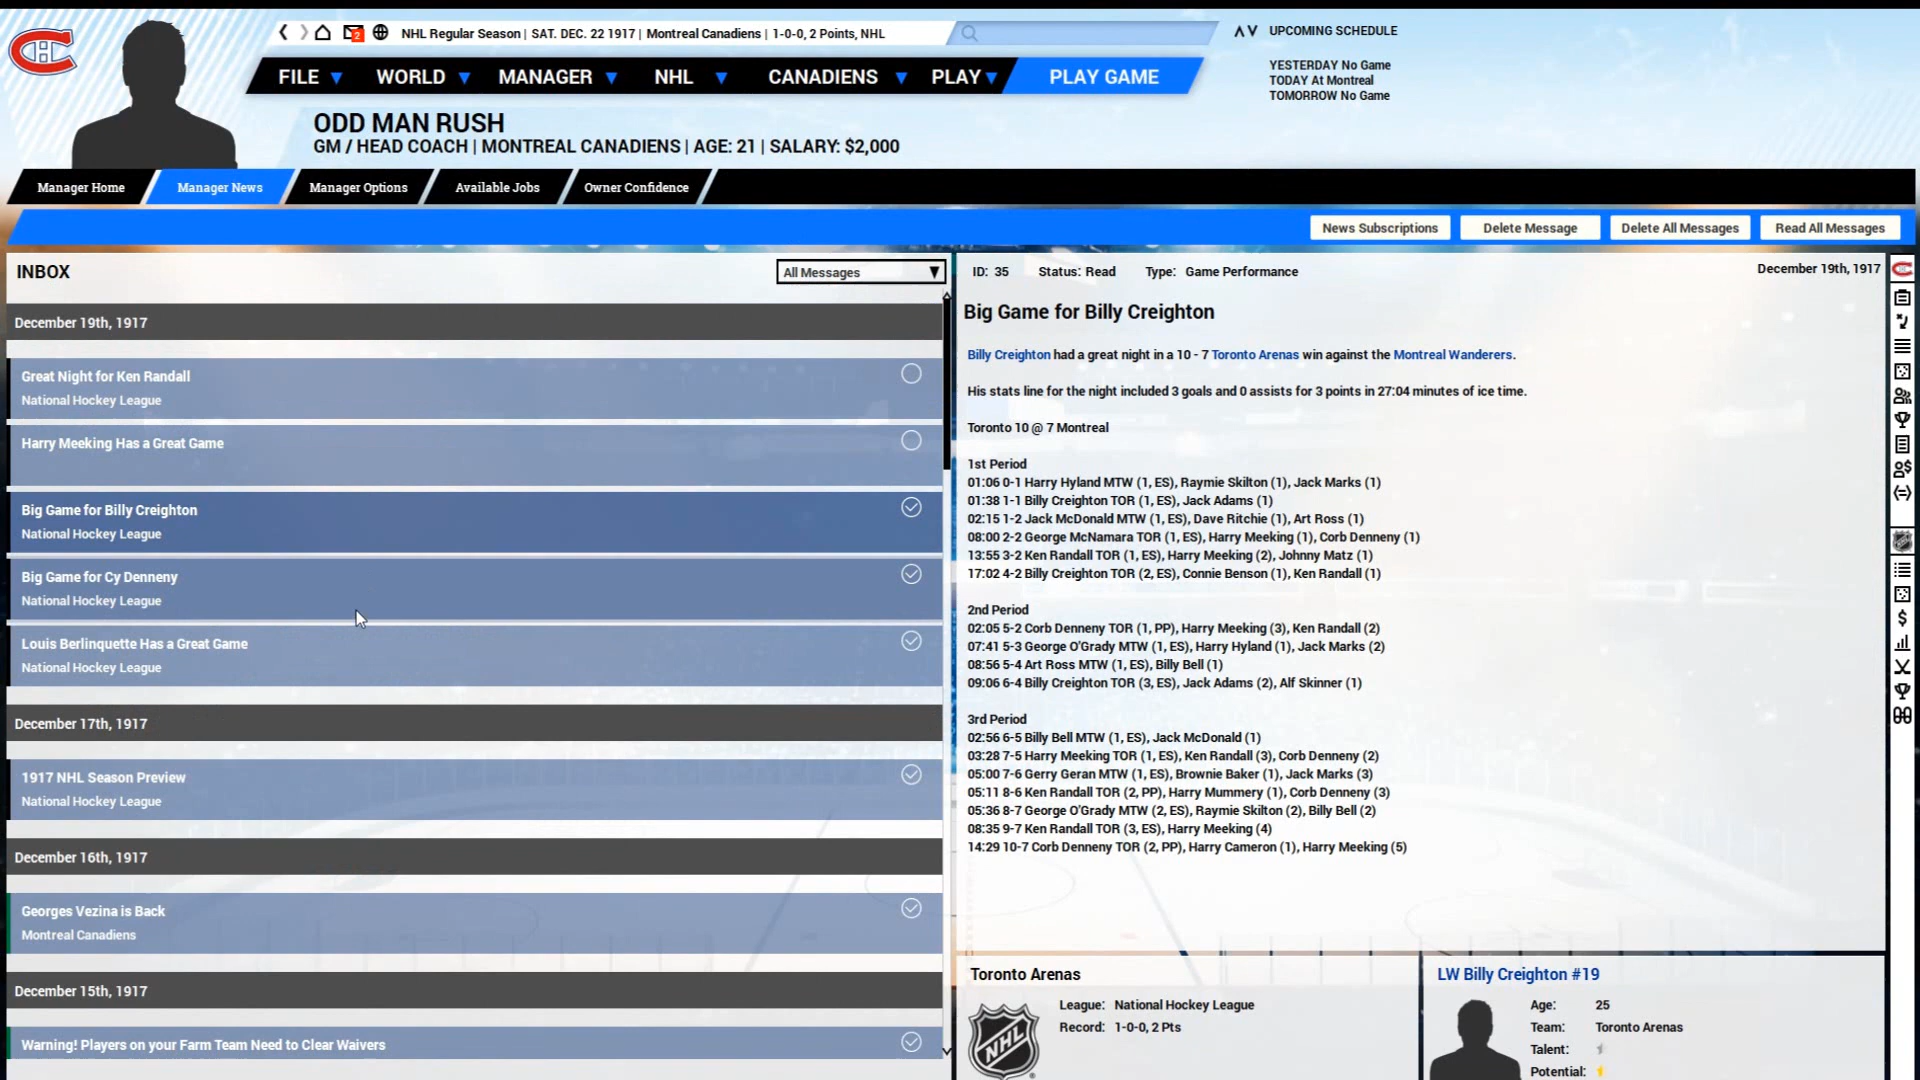 NHL Regular Season | SAT. DEC. 22 1917 | Montreal Canadiens | 1-0-0, 2 Points, NHL
2
UPCOMING SCHEDULE
YESTERDAY No Game
TODAY At Montreal
TOMORROW No Game
FILE WORLD MANAGER NHL CANADIENS PLAY PLAY GAME
ODD MAN RUSH
GM / HEAD COACH | MONTREAL CANADIENS | AGE: 21 | SALARY: $2,000
Manager Home Manager News Manager Options Available Jobs Owner Confidence
News Subscriptions Delete Message Delete All Messages Read All Messages
INBOX
All Messages
December 19th, 1917
Great Night for Ken Randall
National Hockey League
Harry Meeking Has a Great Game
Big Game for Billy Creighton
National Hockey League
Big Game for Cy Denneny
National Hockey League
Louis Berlinquette Has a Great Game
National Hockey League
December 17th, 1917
1917 NHL Season Preview
National Hockey League
December 16th, 1917
Georges Vezina is Back
Montreal Canadiens
December 15th, 1917
Warning! Players on your Farm Team Need to Clear Waivers
ID: 35 Status: Read Type: Game Performance December 19th, 1917
Big Game for Billy Creighton
Billy Creighton had a great night in a 10 - 7 Toronto Arenas win against the Montreal Wanderers.
His stats line for the night included 3 goals and 0 assists for 3 points in 27:04 minutes of ice time.
Toronto 10 @ 7 Montreal
1st Period
01:06 0-1 Harry Hyland MTW (1, ES), Raymie Skilton (1), Jack Marks (1)
01:38 1-1 Billy Creighton TOR (1, ES), Jack Adams (1)
02:15 1-2 Jack McDonald MTW (1, ES), Dave Ritchie (1), Art Ross (1)
08:00 2-2 George McNamara TOR (1, ES), Harry Meeking (1), Corb Denneny (1)
13:55 3-2 Ken Randall TOR (1, ES), Harry Meeking (2), Johnny Matz (1)
17:02 4-2 Billy Creighton TOR (2, ES), Connie Benson (1), Ken Randall (1)
2nd Period
02:05 5-2 Corb Denneny TOR (1, PP), Harry Meeking (3), Ken Randall (2)
07:41 5-3 George O'Grady MTW (1, ES), Harry Hyland (1), Jack Marks (2)
08:56 5-4 Art Ross MTW (1, ES), Billy Bell (1)
09:06 6-4 Billy Creighton TOR (3, ES), Jack Adams (2), Alf Skinner (1)
3rd Period
02:56 6-5 Billy Bell MTW (1, ES), Jack McDonald (1)
03:28 7-5 Harry Meeking TOR (1, ES), Ken Randall (3), Corb Denneny (2)
05:00 7-6 Gerry Geran MTW (1, ES), Brownie Baker (1), Jack Marks (3)
05:11 8-6 Ken Randall TOR (2, PP), Harry Mummery (1), Corb Denneny (3)
05:36 8-7 George O'Grady MTW (2, ES), Raymie Skilton (2), Billy Bell (2)
08:35 9-7 Ken Randall TOR (3, ES), Harry Meeking (4)
14:29 10-7 Corb Denneny TOR (2, PP), Harry Cameron (1), Harry Meeking (5)
Toronto Arenas
NHL
League: National Hockey League
Record: 1-0-0, 2 Pts
LW Billy Creighton #19
Age: 25
Team: Toronto Arenas
Talent:
Potential: